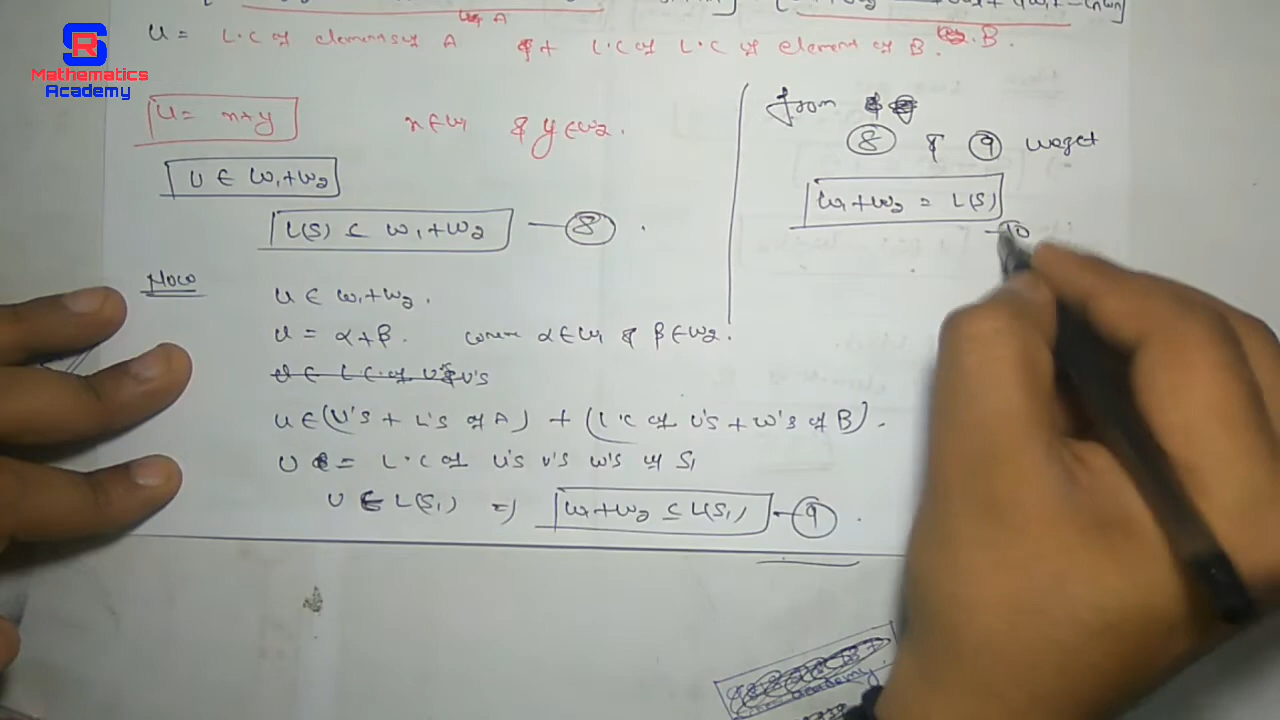 SR
Mathematics
Academy
U = L.C of elements of A + L.C of L.C of element of B.
U = x+y
x∈W1 & y∈W2.
U ∈ W1+W2
L(S) ⊂ W1+W2 — 8
Now
U ∈ W1+W2.
U = α+β. where α∈W1 & β∈W2.
U∈(U's + L's of A) + (L.C of U's + W's of B).
U = L.C of U's V's W's of S1
U ∈ L(S1) => W1+W2 ⊆ L(S1) — 9
from
8 & 9 we get
W1+W2 = L(S)
— 10